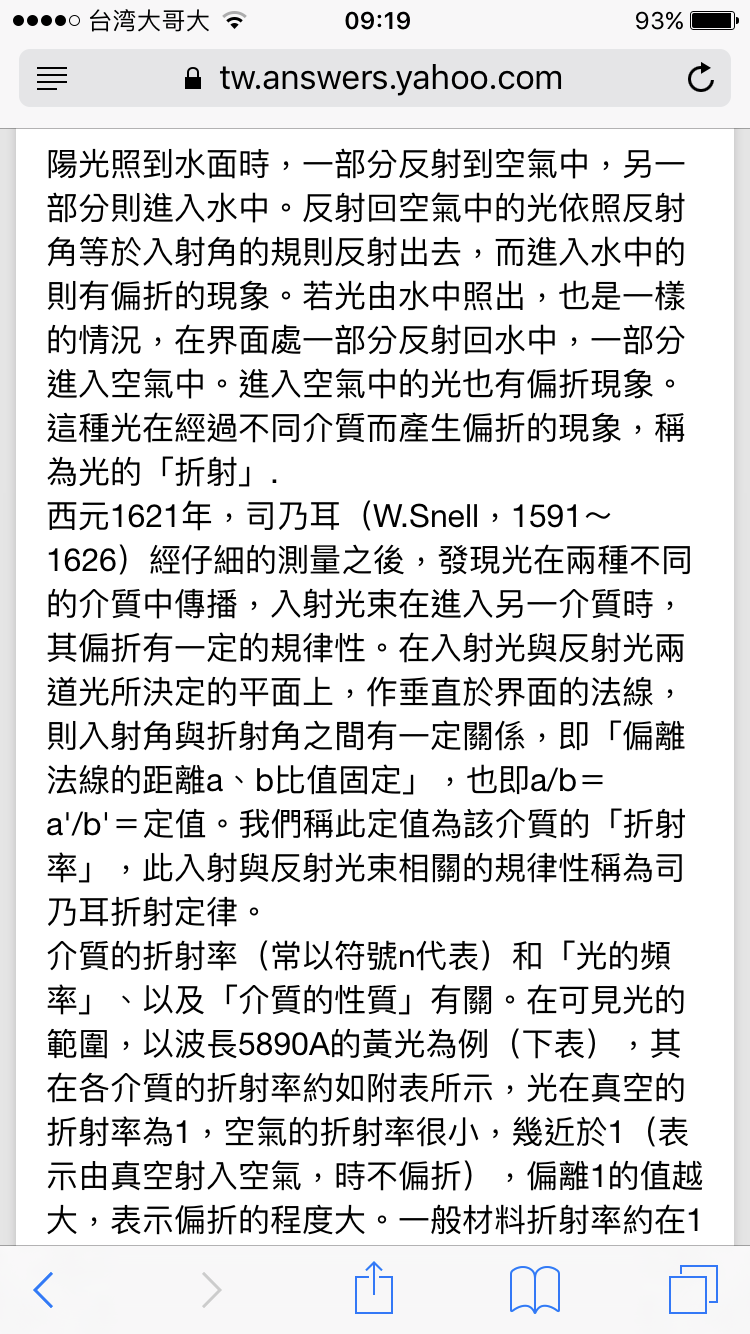 台湾大哥大 09:19 93%
tw.answers.yahoo.com
陽光照到水面時，一部分反射到空氣中，另一
部分則進入水中。反射回空氣中的光依照反射
角等於入射角的規則反射出去，而進入水中的
則有偏折的現象。若光由水中照出，也是一樣
的情況，在界面處一部分反射回水中，一部分
進入空氣中。進入空氣中的光也有偏折現象。
這種光在經過不同介質而產生偏折的現象，稱
為光的「折射」.
西元1621年，司乃耳（W.Snell，1591～
1626）經仔細的測量之後，發現光在兩種不同
的介質中傳播，入射光束在進入另一介質時，
其偏折有一定的規律性。在入射光與反射光兩
道光所決定的平面上，作垂直於界面的法線，
則入射角與折射角之間有一定關係，即「偏離
法線的距離a、b比值固定」，也即a/b＝
a'/b'＝定值。我們稱此定值為該介質的「折射
率」，此入射與反射光束相關的規律性稱為司
乃耳折射定律。
介質的折射率（常以符號n代表）和「光的頻
率」、以及「介質的性質」有關。在可見光的
範圍，以波長5890A的黃光為例（下表），其
在各介質的折射率約如附表所示，光在真空的
折射率為1，空氣的折射率很小，幾近於1（表
示由真空射入空氣，時不偏折），偏離1的值越
大，表示偏折的程度大。一般材料折射率約在1